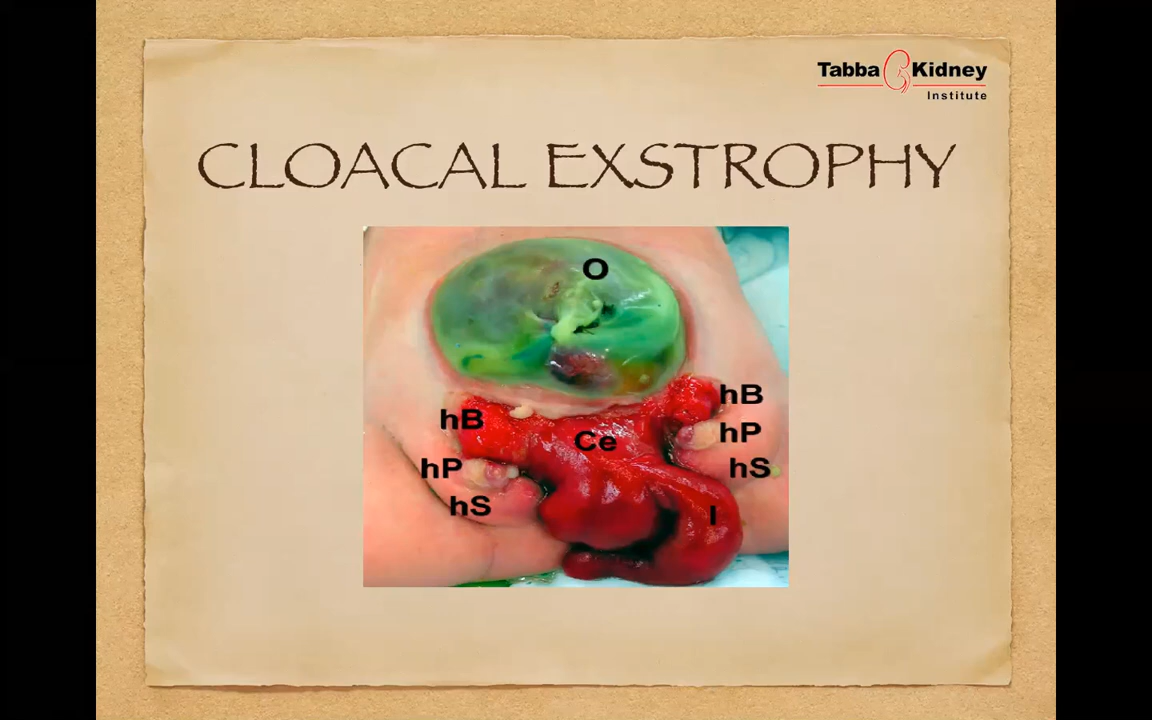 Tabba Kidney
Institute
CLOACAL EXSTROPHY
O
hB
hB
Ce
hP
hP
hS
hS
I